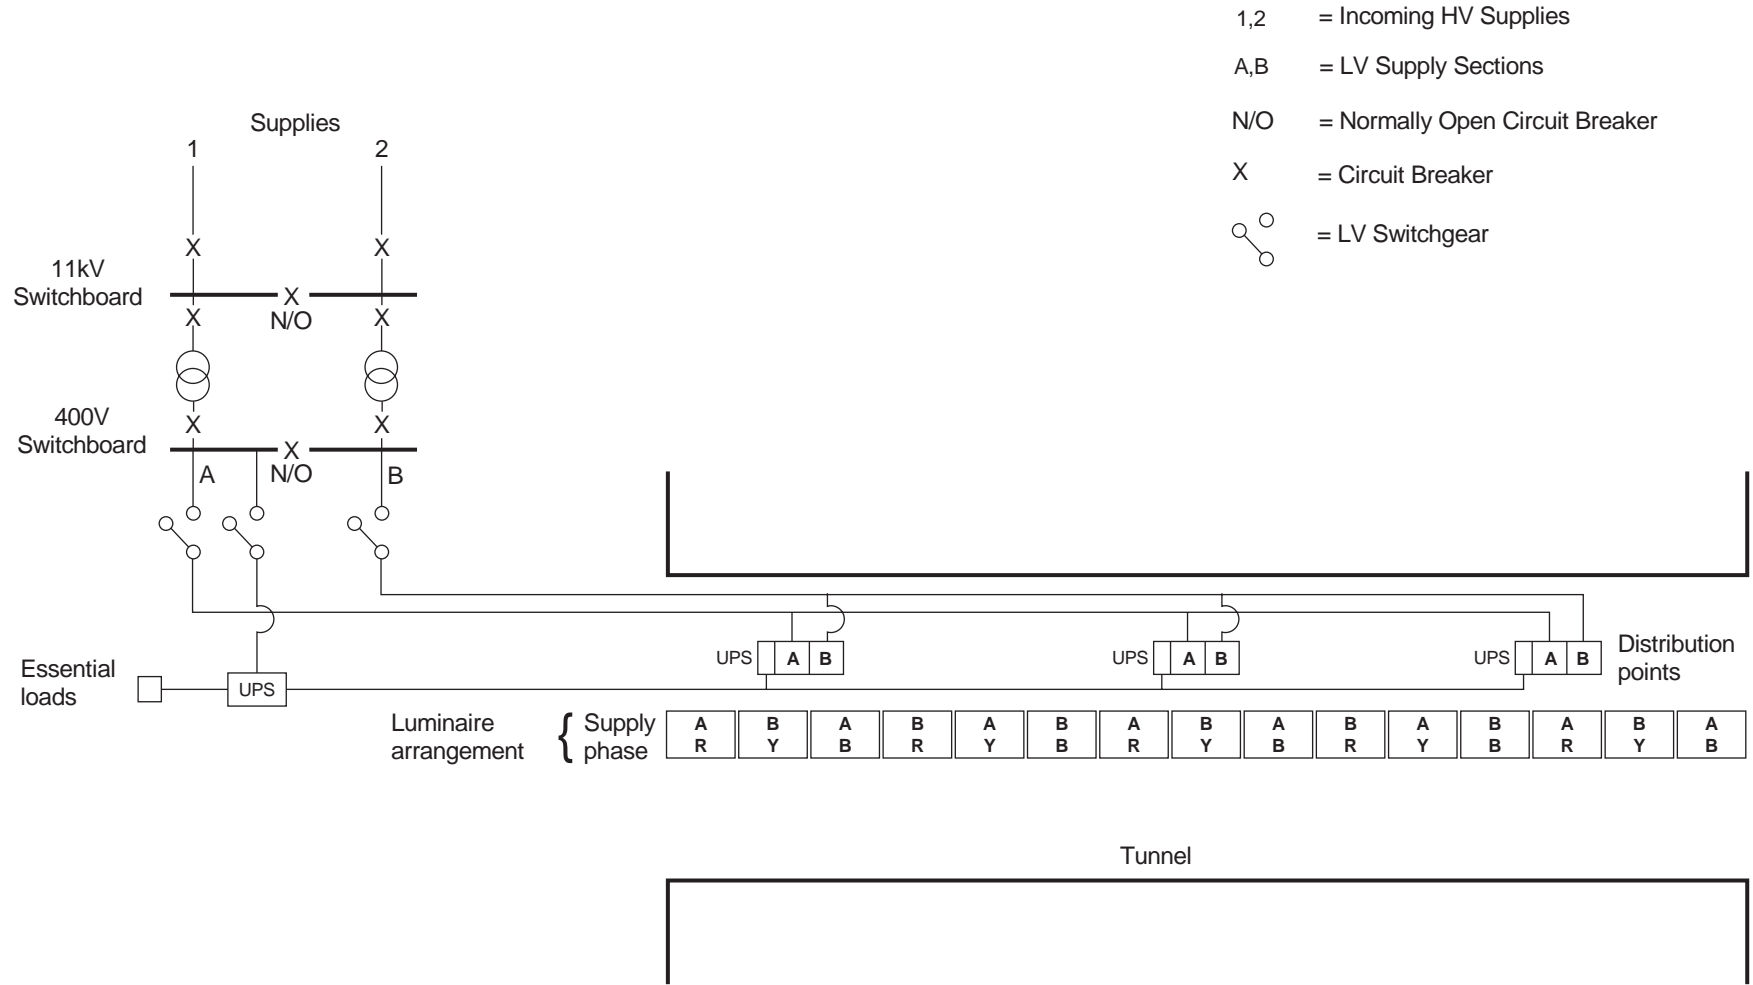 1,2 = Incoming HV Supplies
A,B = LV Supply Sections
N/O = Normally Open Circuit Breaker
X = Circuit Breaker
= LV Switchgear
Supplies
1 2
X X
11kV
Switchboard
X
N/O
X X
400V
Switchboard
X X
X
N/O
A B
UPS A B
UPS A B
UPS A B
Distribution
points
Essential
loads
UPS
Luminaire
arrangement
{ Supply
phase
A B A B A B A B A B A B A B A
R Y B R Y B R Y B R Y B R Y B
Tunnel